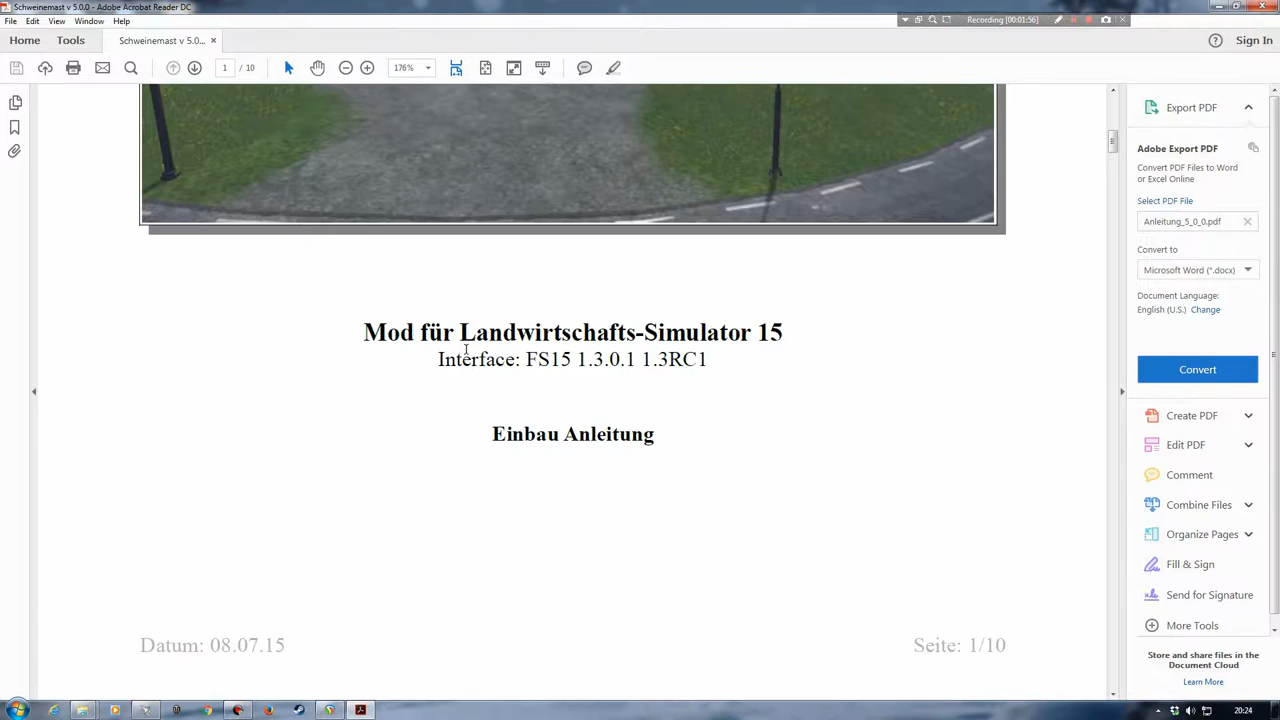 Schweinemast v 5.0.0 - Adobe Acrobat Reader DC
Recording [00:01:56]
File Edit View Window Help
Home Tools Schweinemast v 5.0... × Sign In
1 / 10 176%
Export PDF
Adobe Export PDF
Convert PDF Files to Word
or Excel Online
Select PDF File
Anleitung_5_0_0.pdf
Convert to
Microsoft Word (*.docx)
Document Language:
English (U.S.) Change
Convert
Create PDF
Edit PDF
Comment
Combine Files
Organize Pages
Fill & Sign
Send for Signature
More Tools
Store and share files in the
Document Cloud
Learn More
Mod für Landwirtschafts-Simulator 15
Interface: FS15 1.3.0.1 1.3RC1
Einbau Anleitung
Datum: 08.07.15 Seite: 1/10
20:24